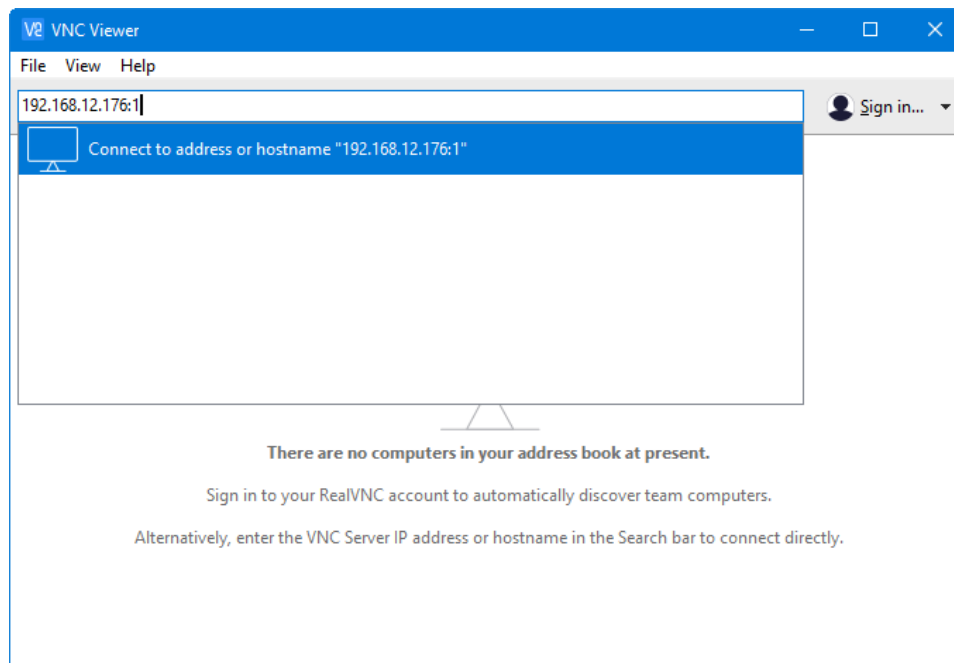 VNC Viewer
File View Help
192.168.12.176:1
Sign in...
Connect to address or hostname "192.168.12.176:1"
There are no computers in your address book at present.
Sign in to your RealVNC account to automatically discover team computers.
Alternatively, enter the VNC Server IP address or hostname in the Search bar to connect directly.